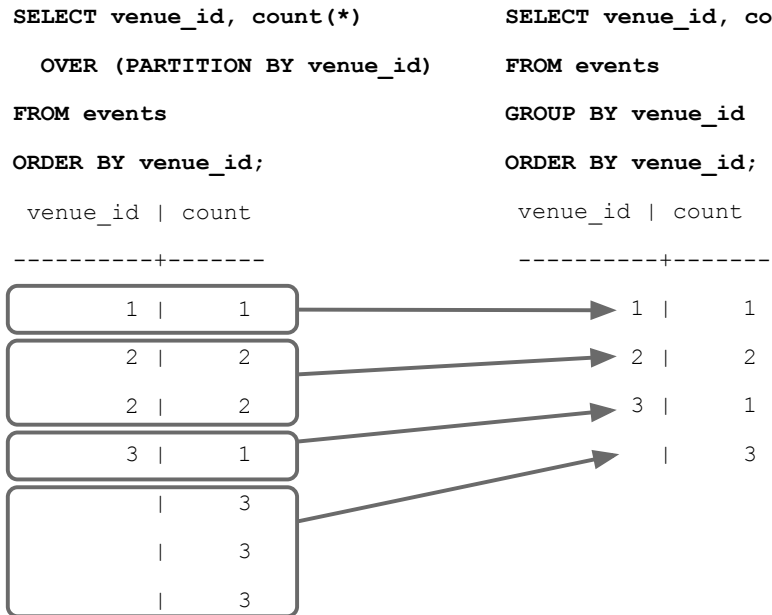 SELECT venue_id, count(*)
OVER (PARTITION BY venue_id)
FROM events
ORDER BY venue_id;
venue_id | count
----------+-------
1 | 1
2 | 2
2 | 2
3 | 1
| 3
| 3
| 3
SELECT venue_id, co
FROM events
GROUP BY venue_id
ORDER BY venue_id;
venue_id | count
----------+-------
1 | 1
2 | 2
3 | 1
| 3